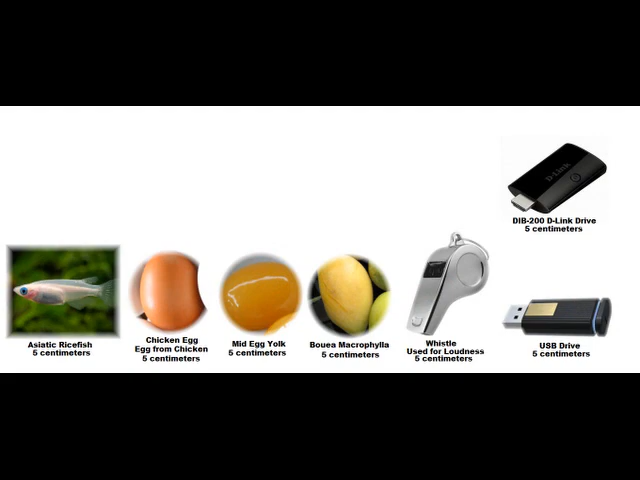 D-Link
DIB-200 D-Link Drive
5 centimeters
Asiatic Ricefish
5 centimeters
Chicken Egg
Egg from Chicken
5 centimeters
Mid Egg Yolk
5 centimeters
Bouea Macrophylla
5 centimeters
Whistle
Used for Loudness
5 centimeters
USB Drive
5 centimeters